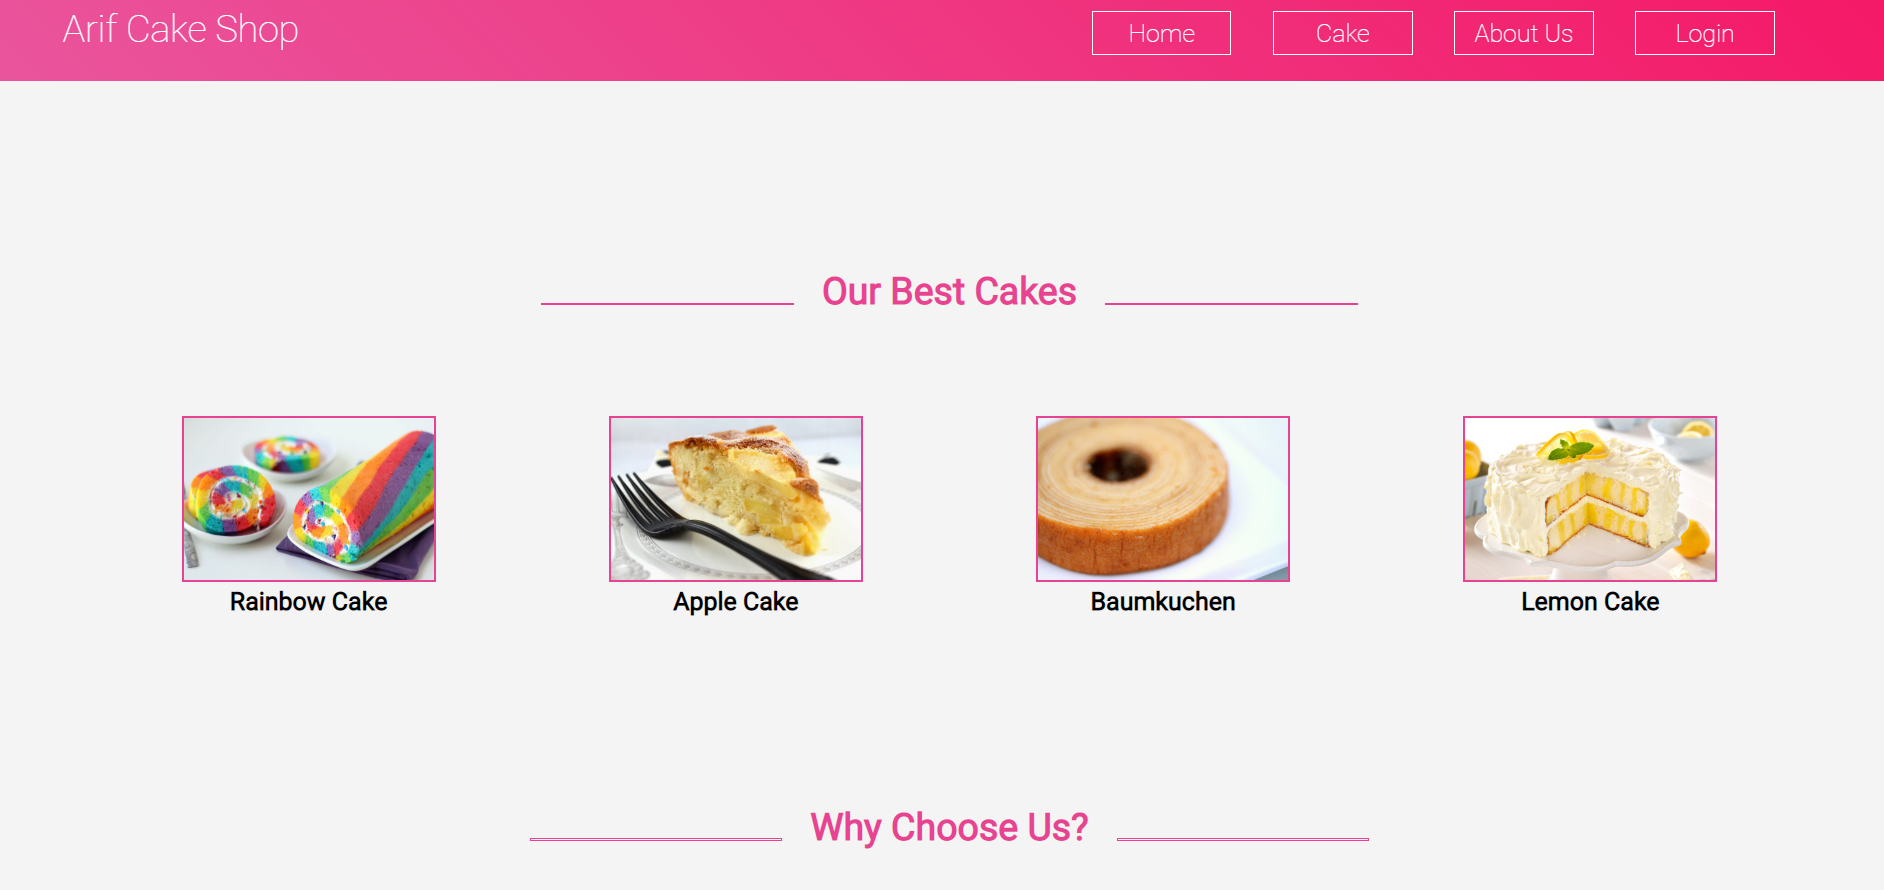 Arif Cake Shop
Home
Cake
About Us
Login
Our Best Cakes
Rainbow Cake
Apple Cake
Baumkuchen
Lemon Cake
Why Choose Us?